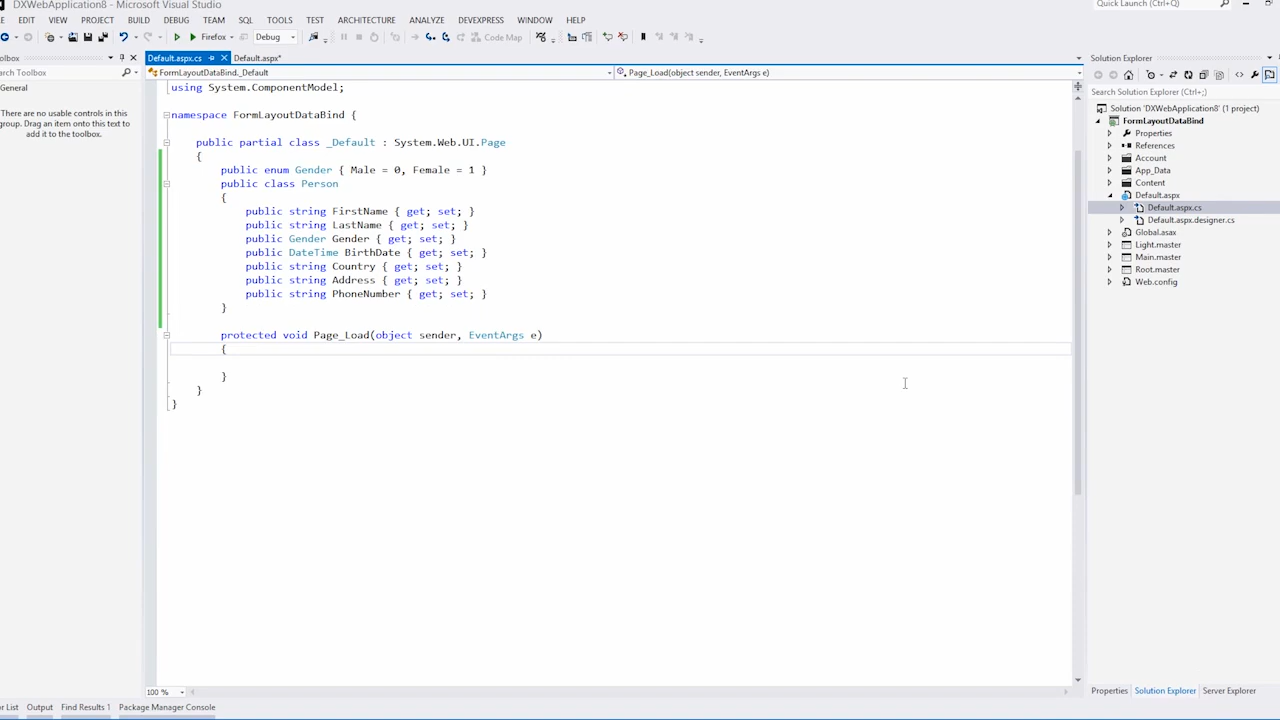 DXWebApplication8 - Microsoft Visual Studio
Quick Launch (Ctrl+Q)
EDIT VIEW PROJECT BUILD DEBUG TEAM SQL TOOLS TEST ARCHITECTURE ANALYZE DEVEXPRESS WINDOW HELP
Firefox Debug Code Map
olbox
Default.aspx.cs Default.aspx*
Solution Explorer
earch Toolbox
FormLayoutDataBind._Default Page_Load(object sender, EventArgs e)
General
There are no usable controls in this
group. Drag an item onto this text to
add it to the toolbox.
using System.ComponentModel;
namespace FormLayoutDataBind {
public partial class _Default : System.Web.UI.Page
{
public enum Gender { Male = 0, Female = 1 }
public class Person
{
public string FirstName { get; set; }
public string LastName { get; set; }
public Gender Gender { get; set; }
public DateTime BirthDate { get; set; }
public string Country { get; set; }
public string Address { get; set; }
public string PhoneNumber { get; set; }
}
protected void Page_Load(object sender, EventArgs e)
{
}
}
}
Search Solution Explorer (Ctrl+;)
Solution 'DXWebApplication8' (1 project)
FormLayoutDataBind
Properties
References
Account
App_Data
Content
Default.aspx
Default.aspx.cs
Default.aspx.designer.cs
Global.asax
Light.master
Main.master
Root.master
Web.config
100 %
Properties Solution Explorer Server Explorer
or List Output Find Results 1 Package Manager Console